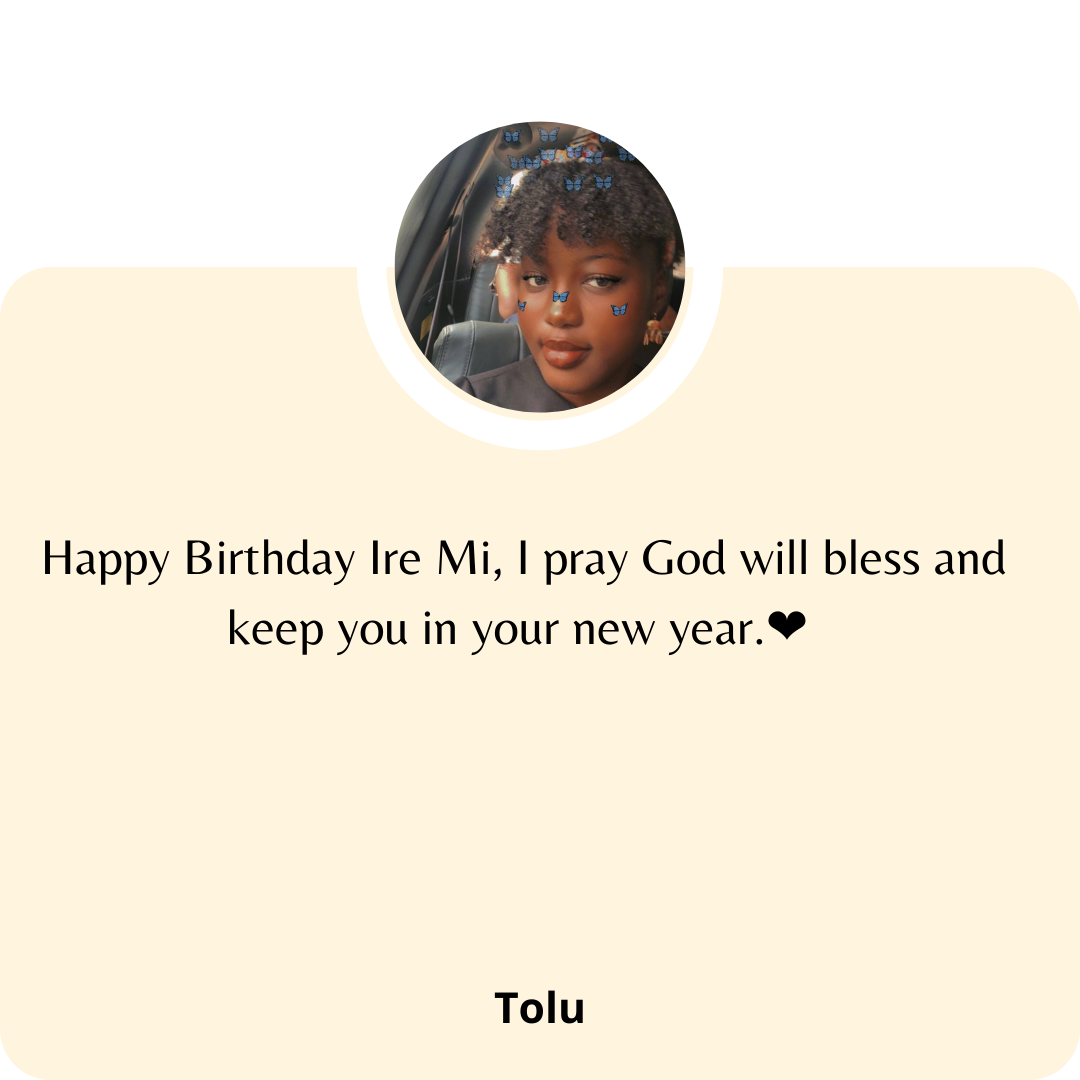 Happy Birthday Ire Mi, I pray God will bless and
keep you in your new year.❤
Tolu